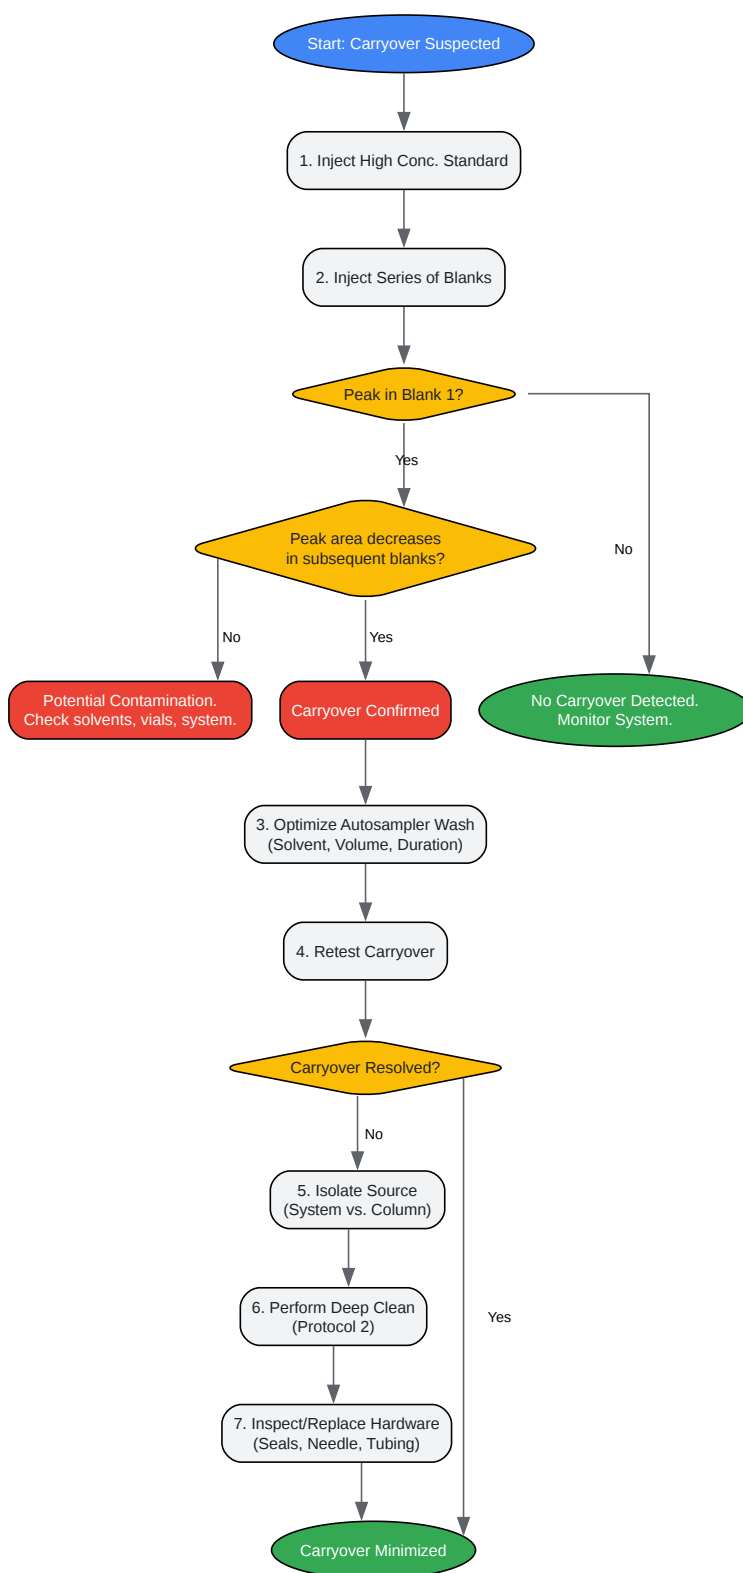 Start: Carryover Suspected
1. Inject High Conc. Standard
2. Inject Series of Blanks
Peak in Blank 1?
Yes
Peak area decreases
in subsequent blanks?
No
No
Yes
Potential Contamination.
Check solvents, vials, system.
Carryover Confirmed
No Carryover Detected.
Monitor System.
3. Optimize Autosampler Wash
(Solvent, Volume, Duration)
4. Retest Carryover
Carryover Resolved?
No
5. Isolate Source
(System vs. Column)
6. Perform Deep Clean
(Protocol 2)
Yes
7. Inspect/Replace Hardware
(Seals, Needle, Tubing)
Carryover Minimized